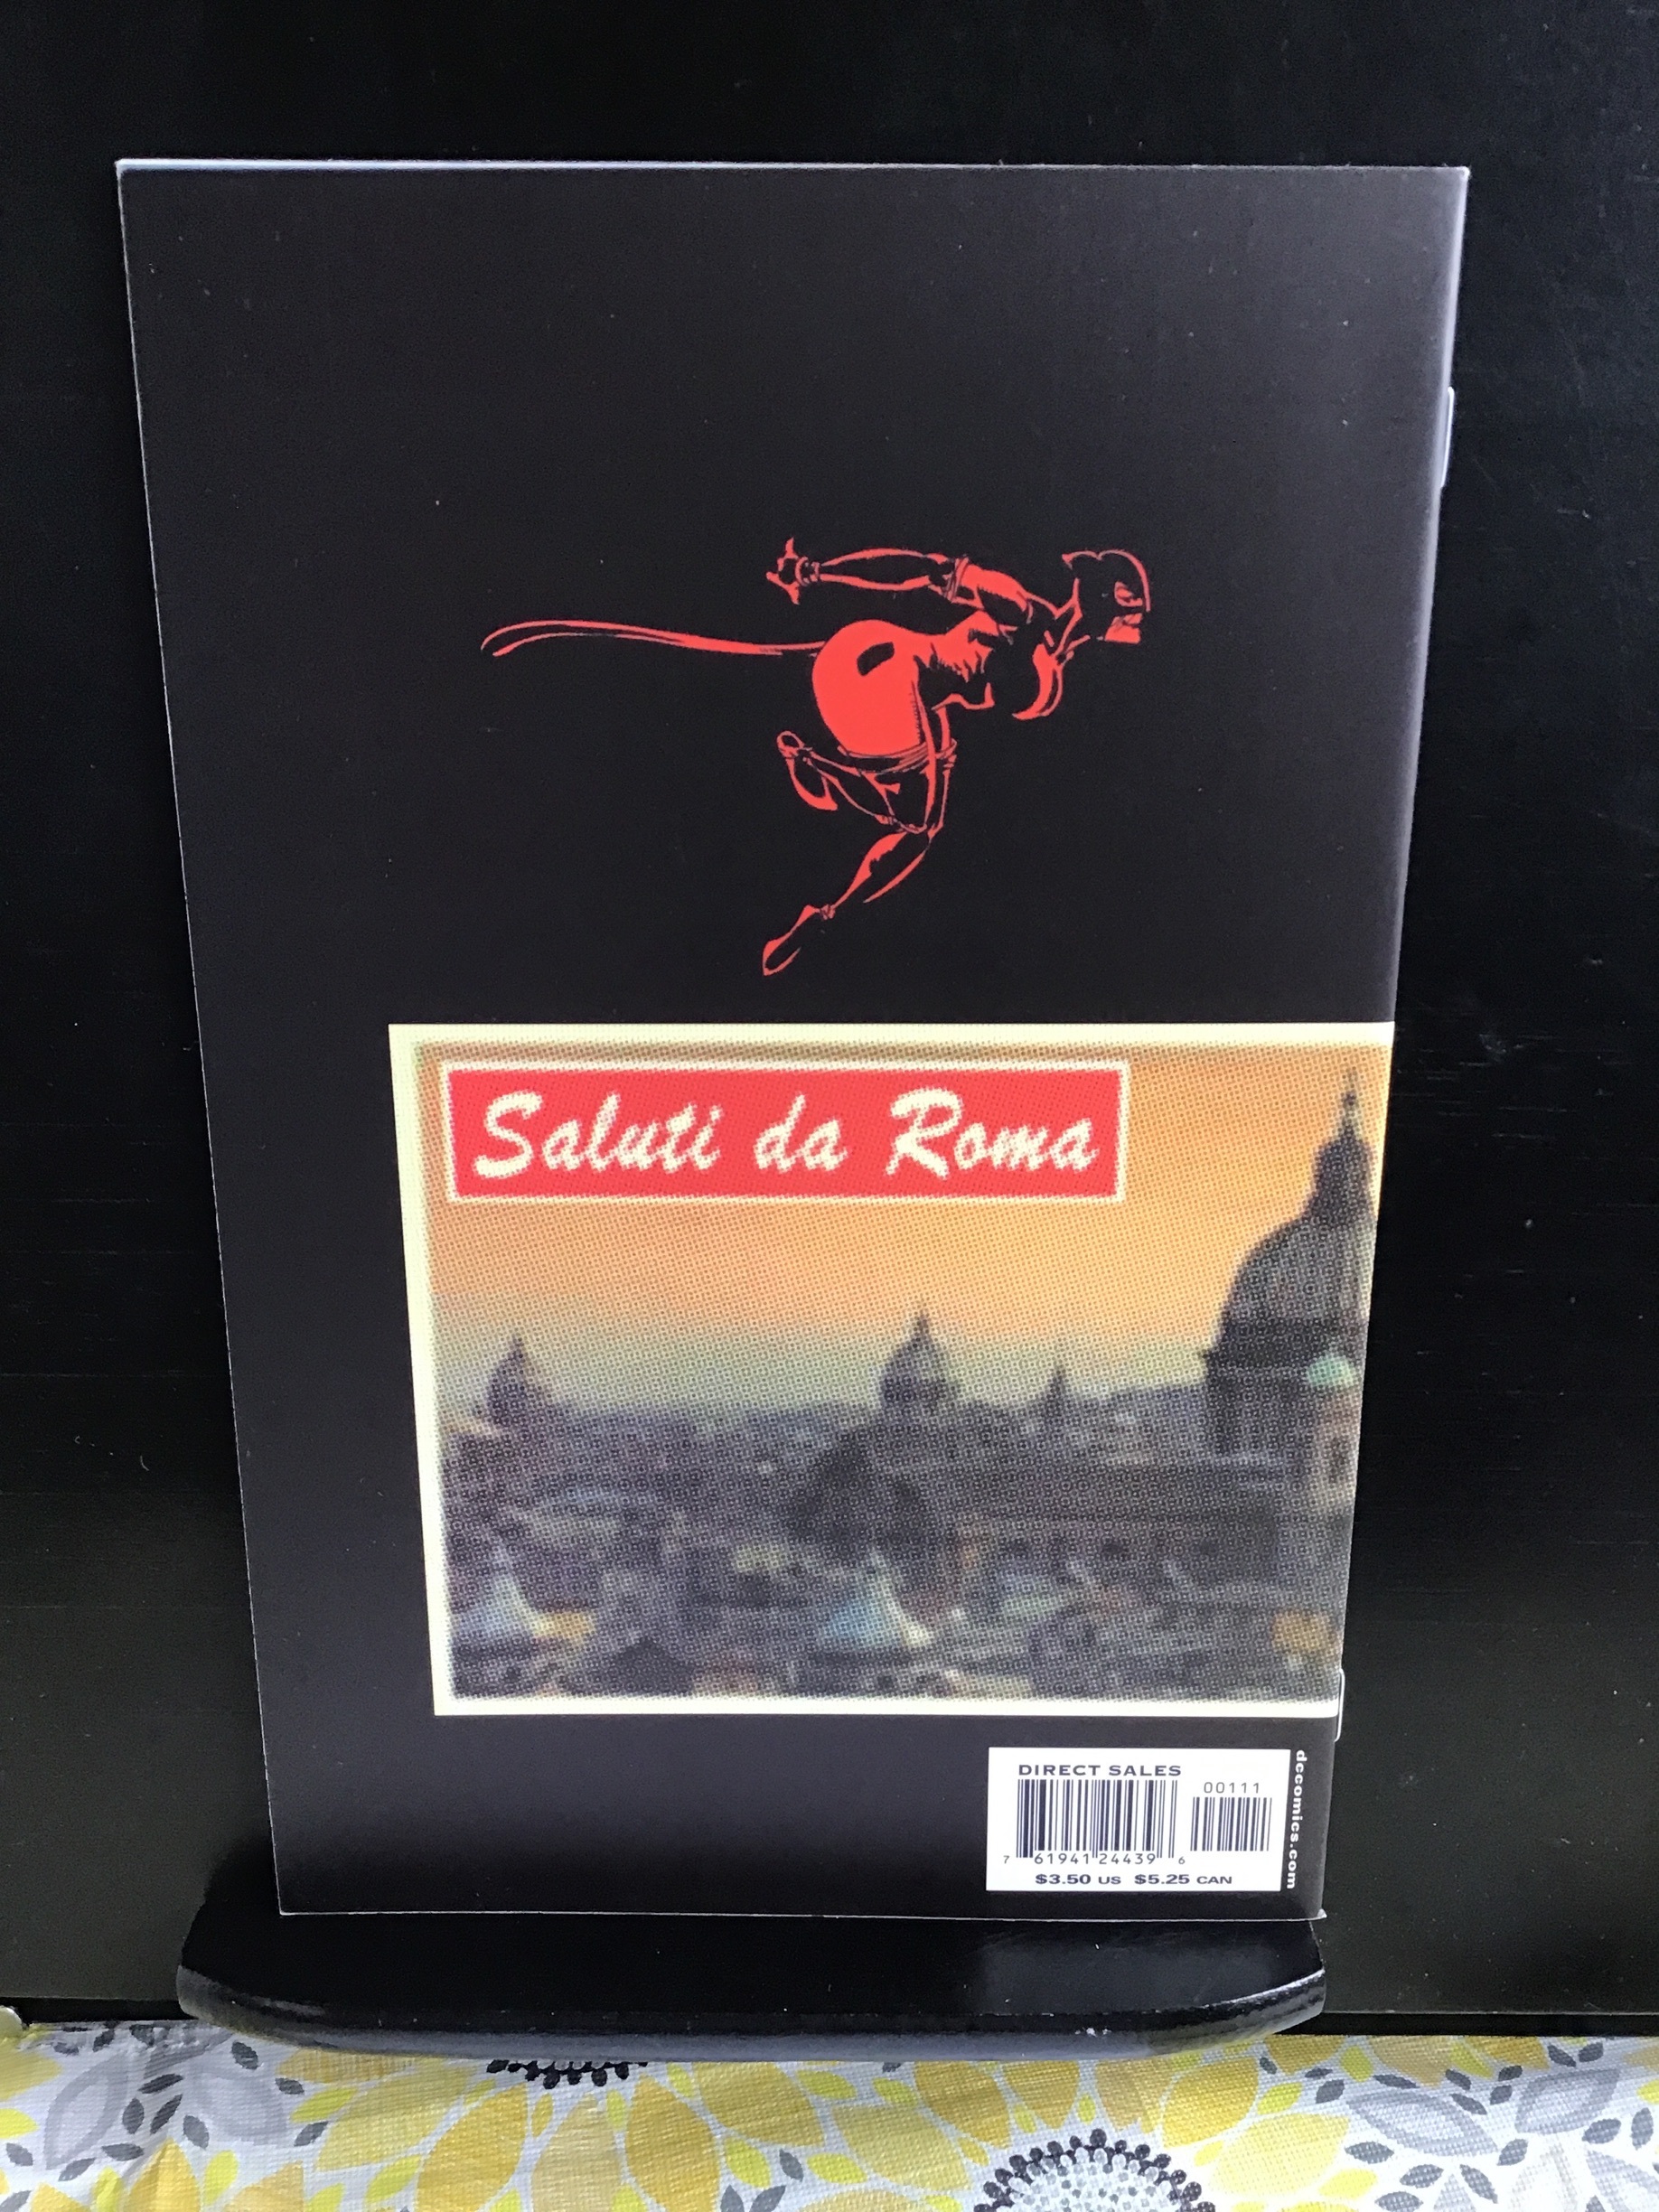 Saluti da Roma
DIRECT SALES
00111
7 61941 24439 6
$3.50 US $5.25 CAN
dccomics.com